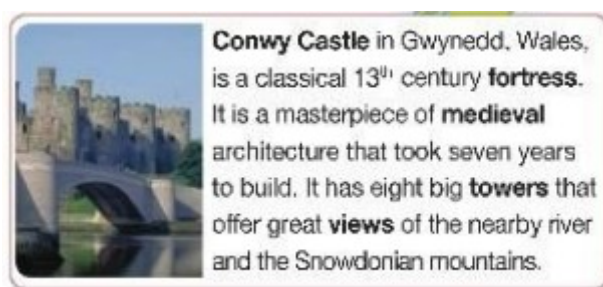 Conwy Castle in Gwynedd, Wales,
is a classical 13th century fortress.
It is a masterpiece of medieval
architecture that took seven years
to build. It has eight big towers that
offer great views of the nearby river
and the Snowdonian mountains.